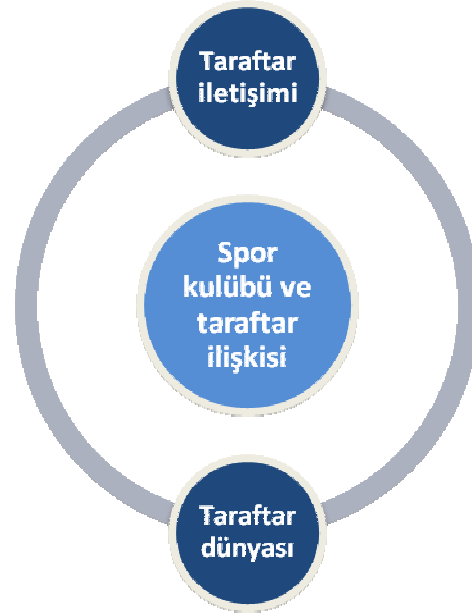 Taraftar
iletişimi
Spor
kulübü ve
taraftar
ilişkisi
Taraftar
dünyası